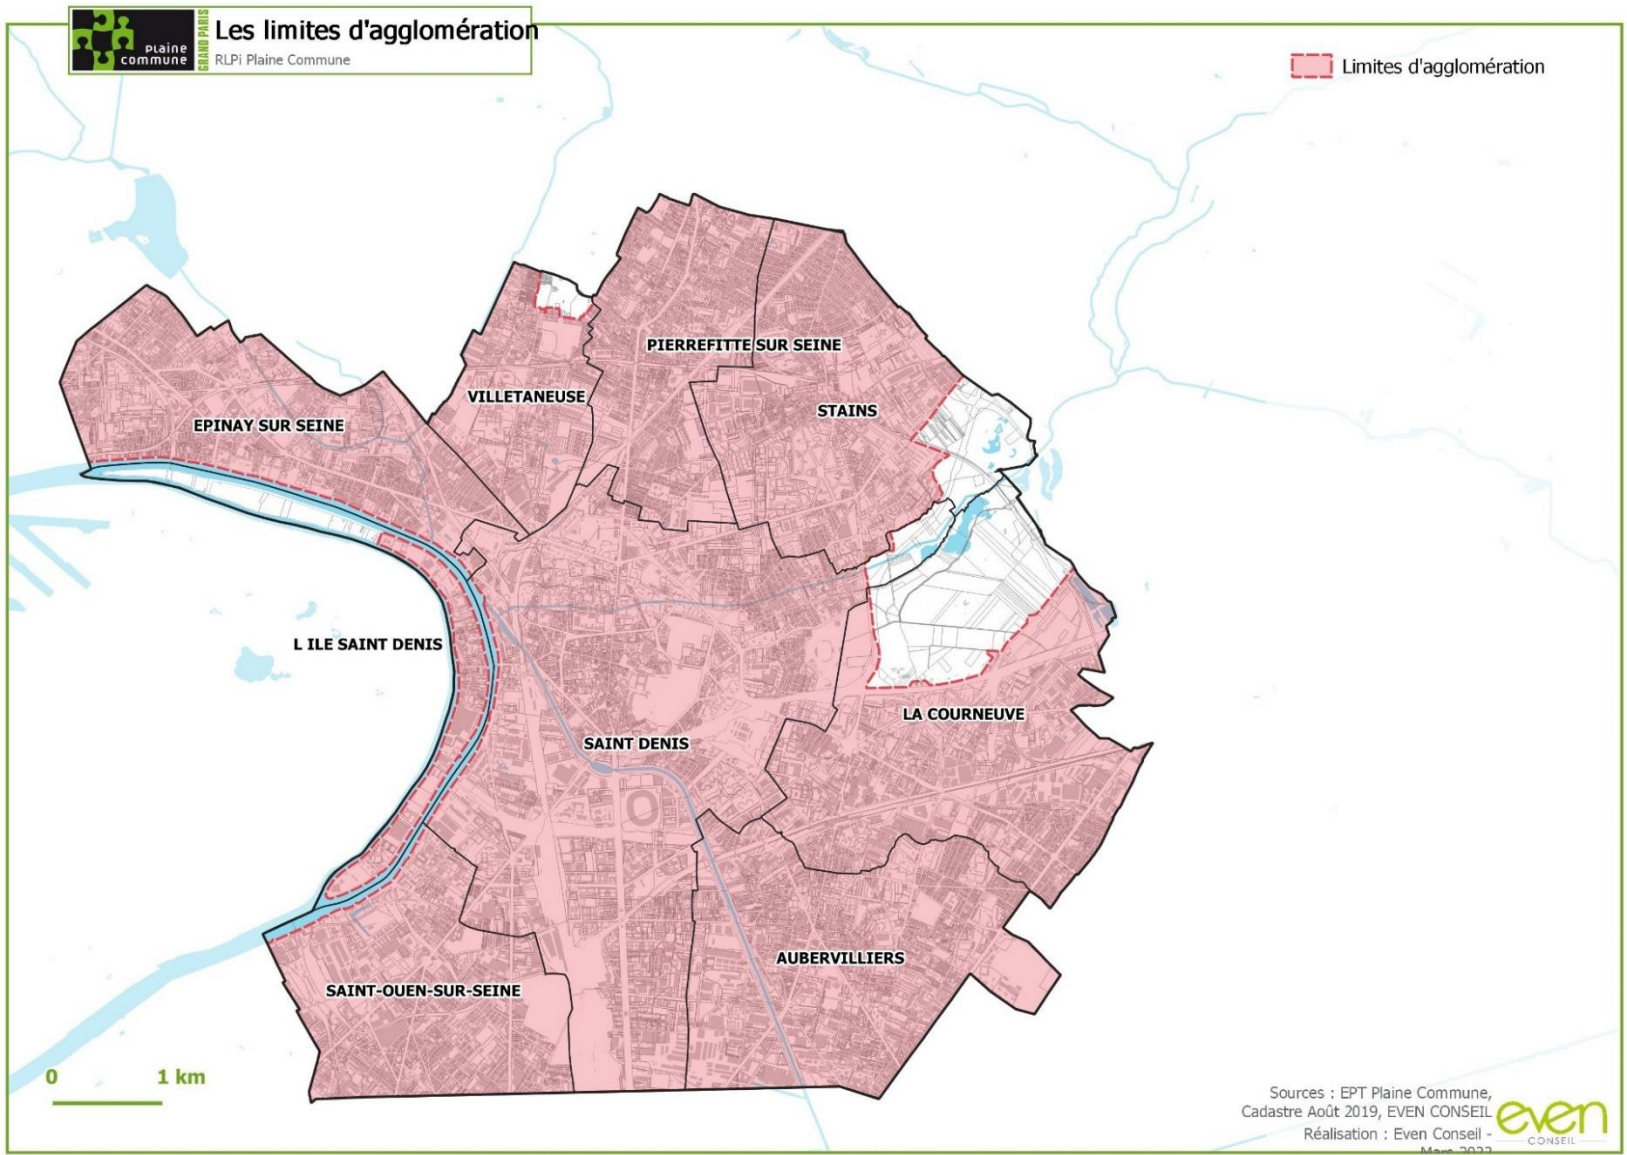 Les limites d'agglomération
RLPi Plaine Commune
plaine
commune
GRAND PARIS
Limites d'agglomération
PIERREFITTE SUR SEINE
VILLETANEUSE
STAINS
EPINAY SUR SEINE
L ILE SAINT DENIS
LA COURNEUVE
SAINT DENIS
AUBERVILLIERS
SAINT-OUEN-SUR-SEINE
0 1 km
Sources : EPT Plaine Commune,
Cadastre Août 2019, EVEN CONSEIL
Réalisation : Even Conseil -
Mars 2022
even
CONSEIL